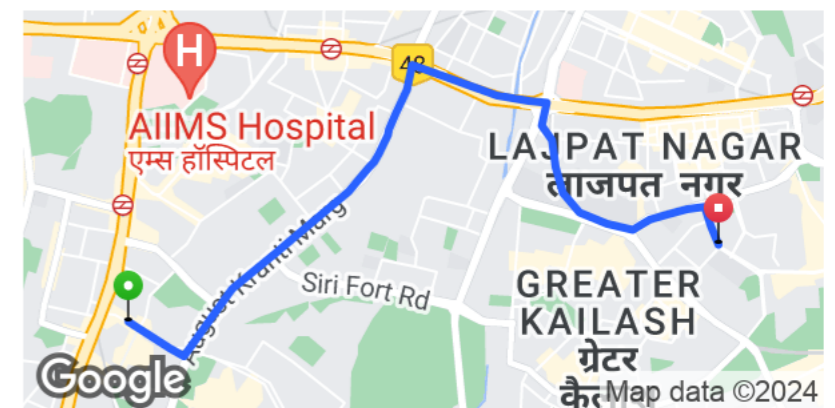 H
48
AIIMS Hospital
एम्स हॉस्पिटल
LAJPAT NAGAR
लाजपत नगर
August Kranti Marg
Siri Fort Rd
GREATER
KAILASH
ग्रेटर
Google
Map data ©2024